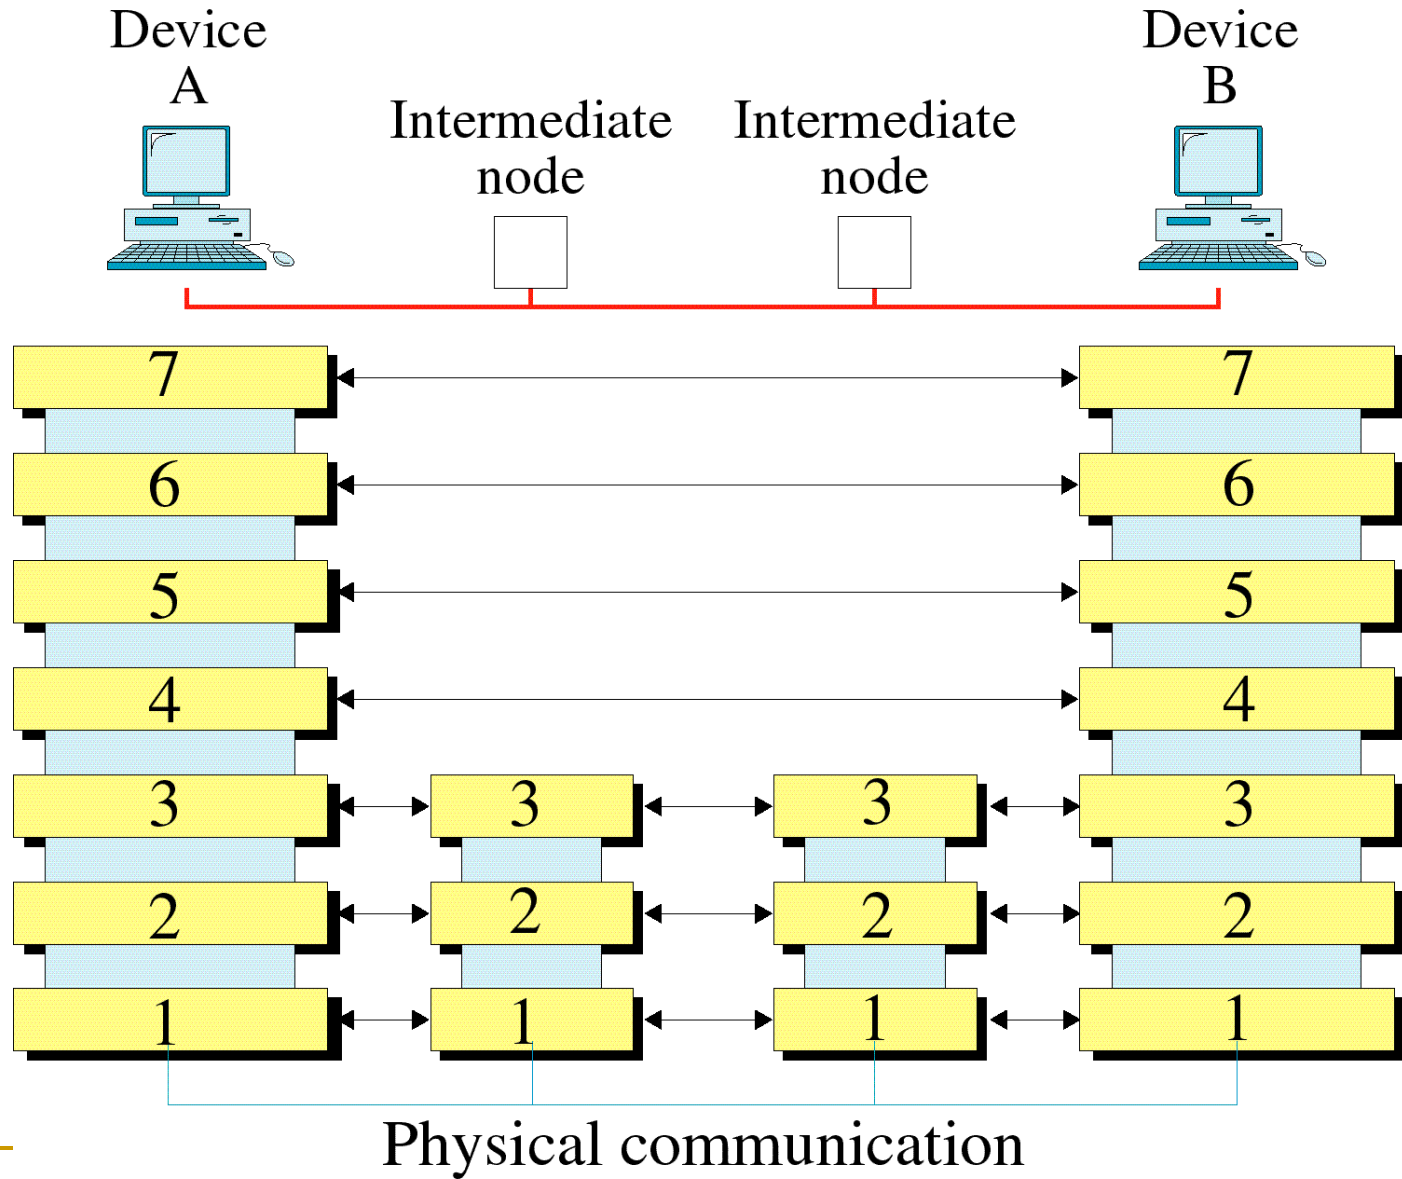 Device
A
Device
B
Intermediate
node
Intermediate
node
7
7
6
6
5
5
4
4
3
3
3
3
2
2
2
2
1
1
1
1
Physical communication